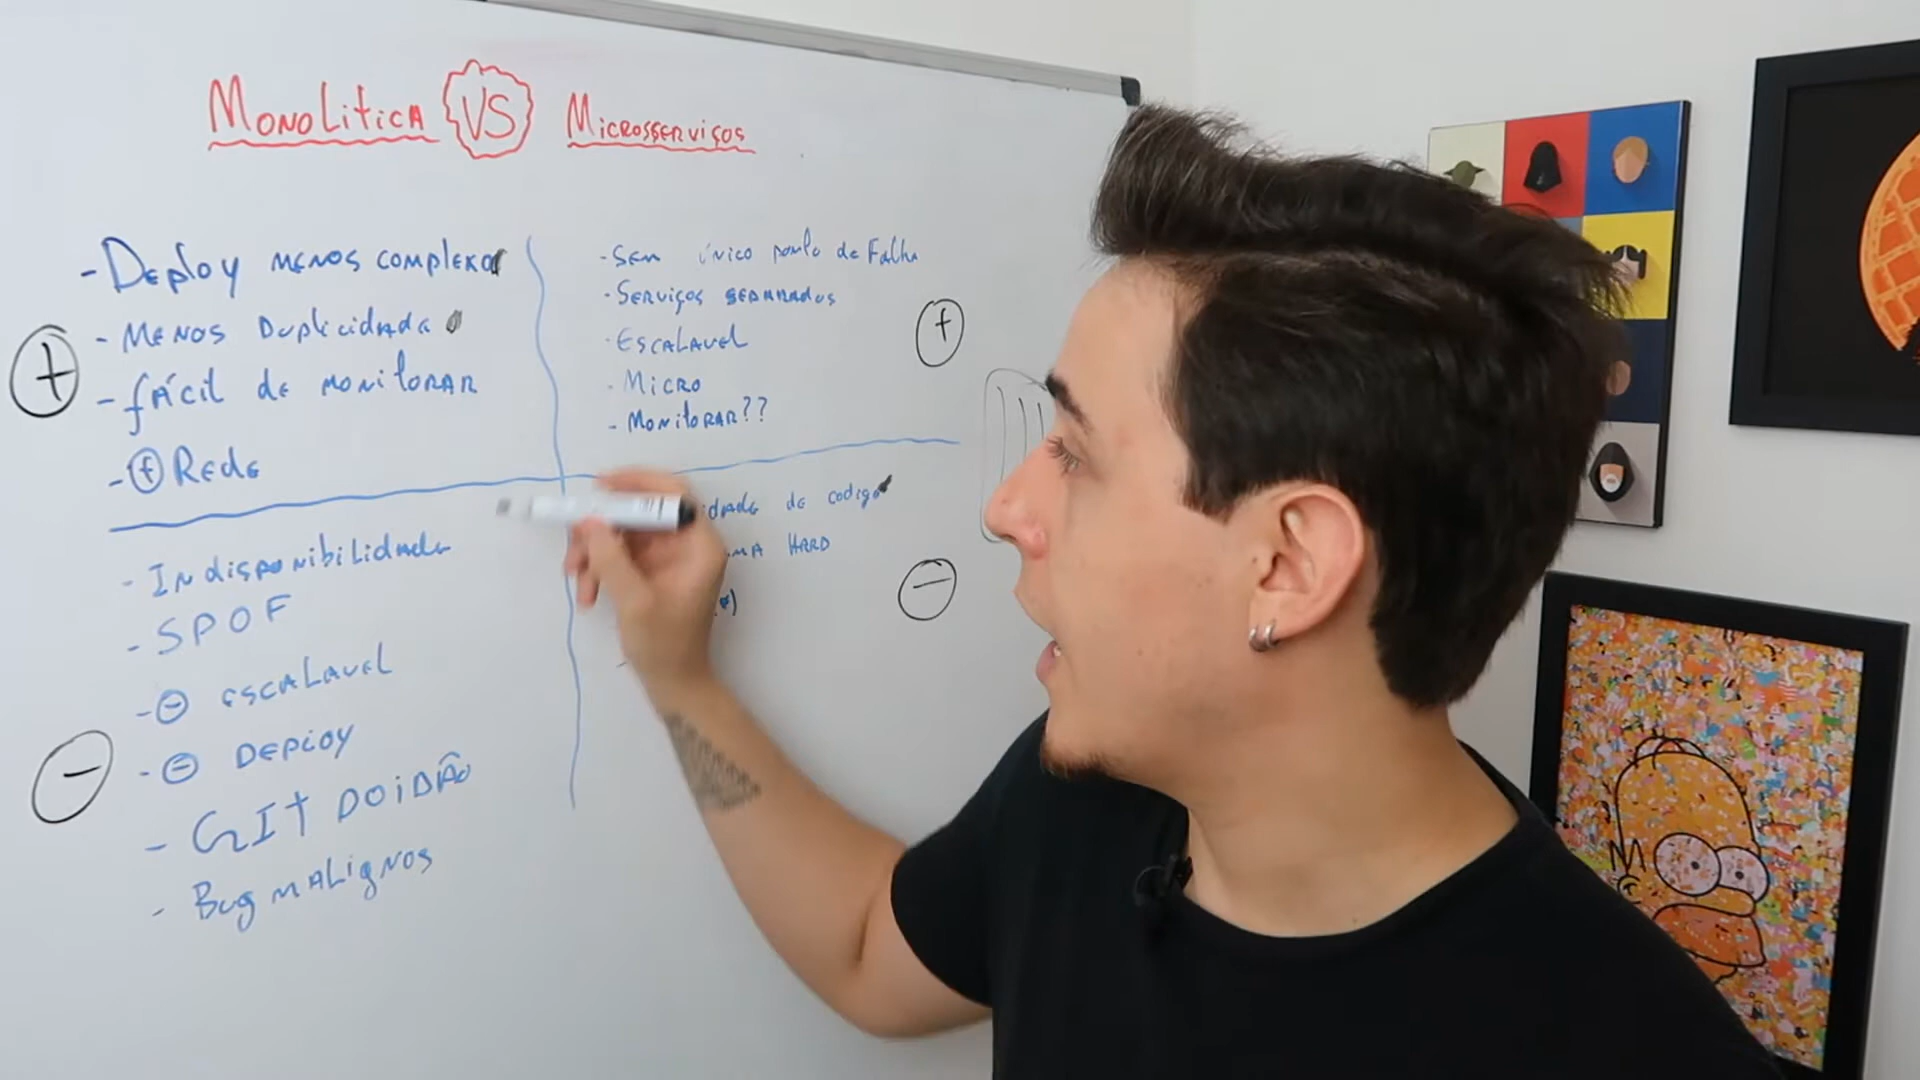 MONOLITICA VS MICROSSERVIÇOS
- DEPLOY MENOS COMPLEXO
- MENOS DUPLICIDADE
- fÁCIL DE MONITORAR
- + REDE
- INDISPONIBILIDADE
- SPOF
- - ESCALAVEL
- - DEPLOY
- GIT DOIDÃO
- BUG MALIGNOS
+
-
- SEM ÚNICO PONTO DE FALHA
- SERVIÇOS SEPARADOS
- ESCALAVEL
- MICRO
- MONITORAR??
+
DE CODIGO
HARD
-